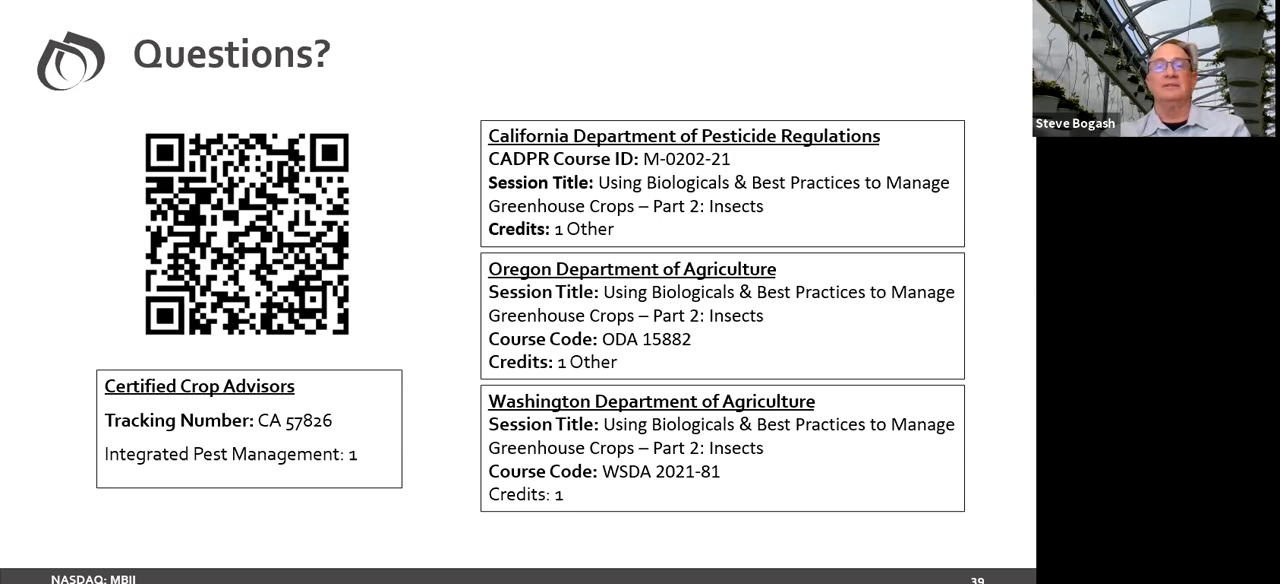 Questions?
Steve Bogash
California Department of Pesticide Regulations
CADPR Course ID: M-0202-21
Session Title: Using Biologicals & Best Practices to Manage
Greenhouse Crops – Part 2: Insects
Credits: 1 Other
Oregon Department of Agriculture
Session Title: Using Biologicals & Best Practices to Manage
Greenhouse Crops – Part 2: Insects
Course Code: ODA 15882
Credits: 1 Other
Certified Crop Advisors
Tracking Number: CA 57826
Integrated Pest Management: 1
Washington Department of Agriculture
Session Title: Using Biologicals & Best Practices to Manage
Greenhouse Crops – Part 2: Insects
Course Code: WSDA 2021-81
Credits: 1
NASDAQ: MBII
39